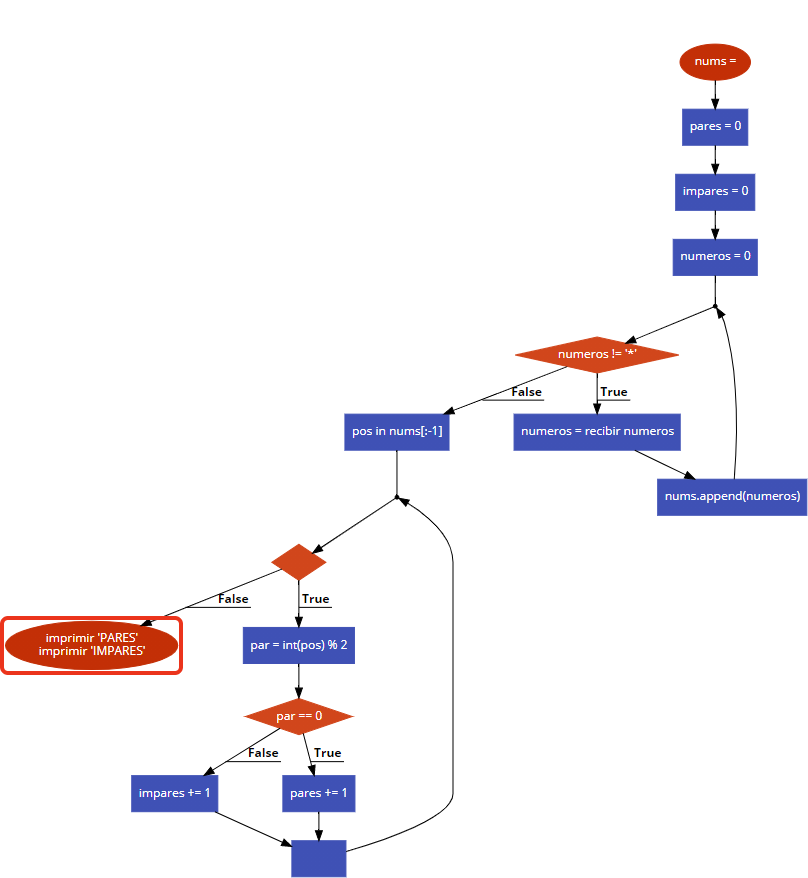 nums =
pares = 0
impares = 0
numeros = 0
numeros != '*'
False
True
pos in nums[:-1]
numeros = recibir numeros
nums.append(numeros)
False
True
imprimir 'PARES'
imprimir 'IMPARES'
par = int(pos) % 2
par == 0
False
True
impares += 1
pares += 1